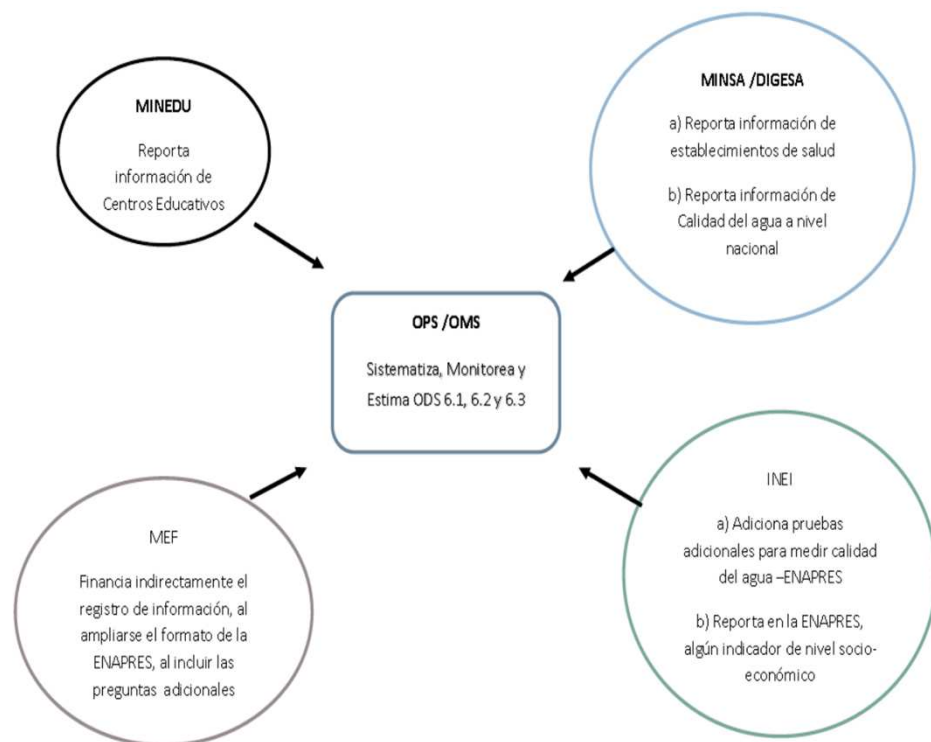 MINEDU
Reporta
información de
Centros Educativos
MINSA /DIGESA
a) Reporta información de
establecimientos de salud
b) Reporta información de
Calidad del agua a nivel
nacional
OPS /OMS
Sistematiza, Monitorea y
Estima ODS 6.1, 6.2 y 6.3
MEF
Financia indirectamente el
registro de información, al
ampliarse el formato de la
ENAPRES, al incluir las
preguntas adicionales
INEI
a) Adiciona pruebas
adicionales para medir calidad
del agua –ENAPRES
b) Reporta en la ENAPRES,
algún indicador de nivel socio-
económico